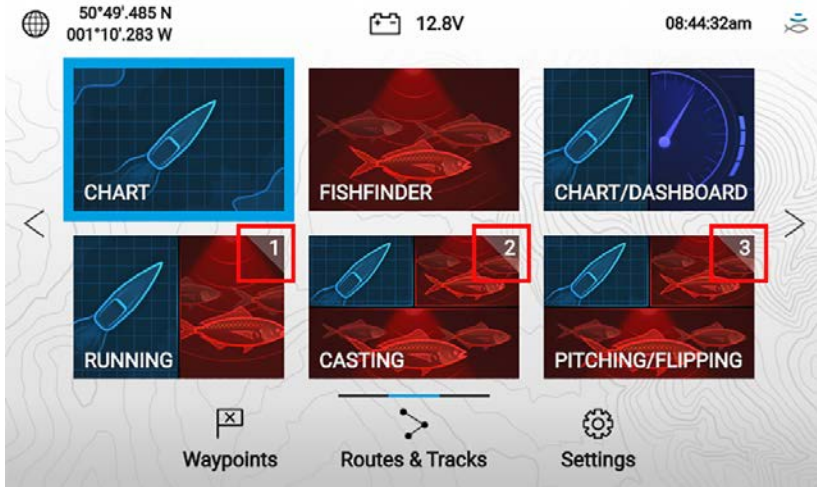 50°49'.485 N
001°10'.283 W
12.8V
08:44:32am
CHART
FISHFINDER
CHART/DASHBOARD
1
RUNNING
2
CASTING
3
PITCHING/FLIPPING
Waypoints
Routes & Tracks
Settings